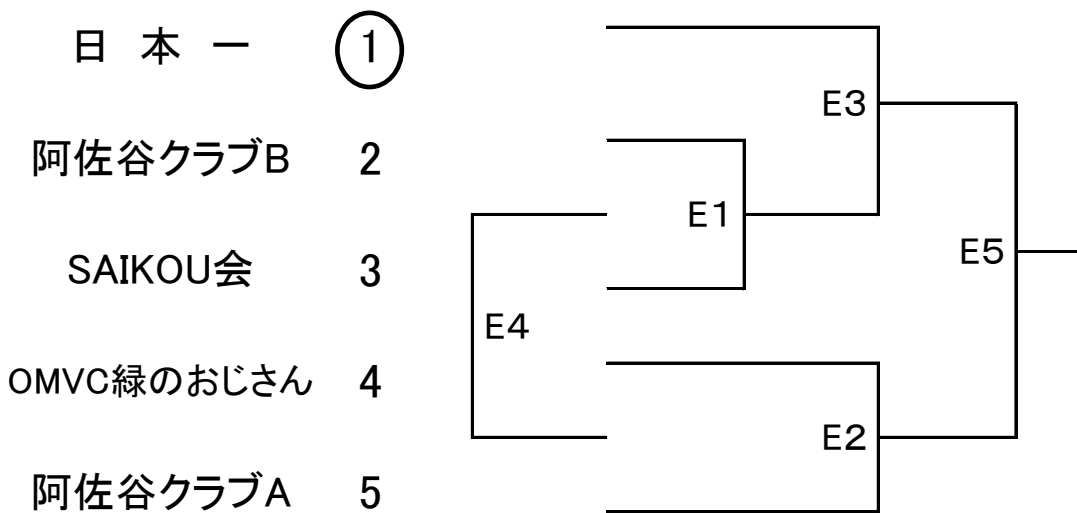 日 本 一 1
E3
阿佐谷クラブB 2
E1
E5
SAIKOU会 3
E4
OMVC緑のおじさん 4
E2
阿佐谷クラブA 5